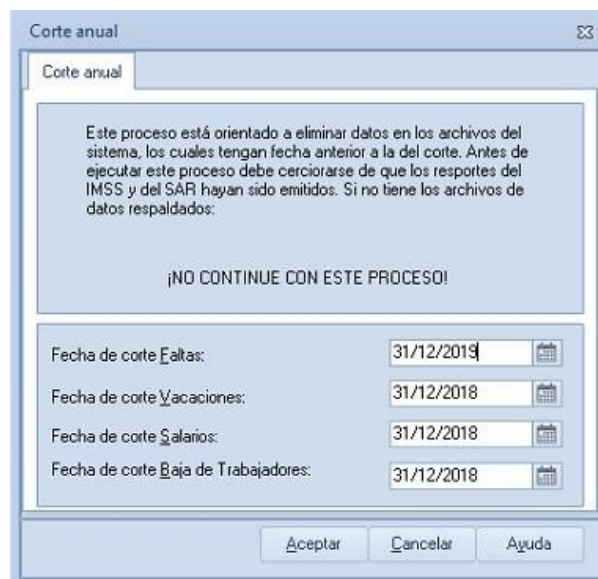 Corte anual
Corte anual
Este proceso está orientado a eliminar datos en los archivos del
sistema, los cuales tengan fecha anterior a la del corte. Antes de
ejecutar este proceso debe cerciorarse de que los resportes del
IMSS y del SAR hayan sido emitidos. Si no tiene los archivos de
datos respaldados:
¡NO CONTINUE CON ESTE PROCESO!
Fecha de corte Faltas: 31/12/2019
Fecha de corte Vacaciones: 31/12/2018
Fecha de corte Salarios: 31/12/2018
Fecha de corte Baja de Trabajadores: 31/12/2018
Aceptar Cancelar Ayuda